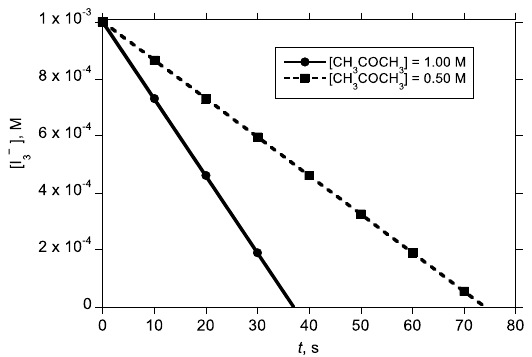 1 x 10⁻³
8 x 10⁻⁴
6 x 10⁻⁴
4 x 10⁻⁴
2 x 10⁻⁴
0
[I₃⁻], M
[CH₃COCH₃] = 1.00 M
[CH₃COCH₃] = 0.50 M
0 10 20 30 40 50 60 70 80
t, s